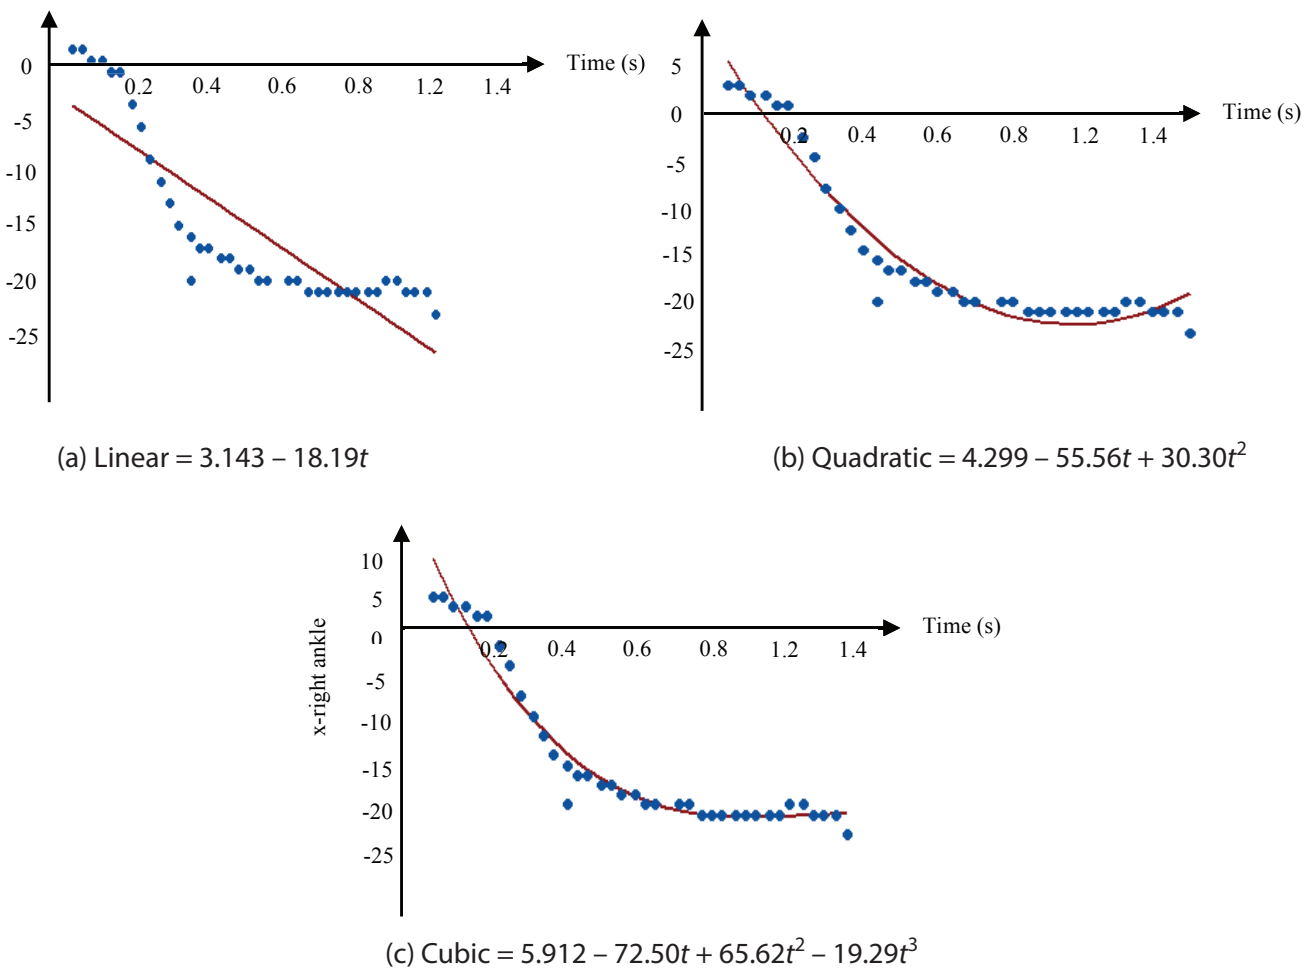 0
-5
-10
-15
-20
-25
0.2 0.4 0.6 0.8 1.2 1.4
Time (s)
5
0
-5
-10
-15
-20
-25
0.2 0.4 0.6 0.8 1.2 1.4
Time (s)
(a) Linear = 3.143 – 18.19t
(b) Quadratic = 4.299 – 55.56t + 30.30t²
x-right ankle
10
5
0
-5
-10
-15
-20
-25
0.2 0.4 0.6 0.8 1.2 1.4
Time (s)
(c) Cubic = 5.912 – 72.50t + 65.62t² – 19.29t³